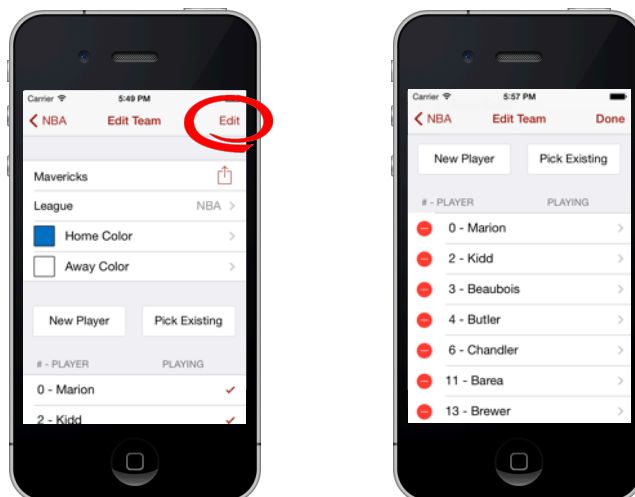 Carrier 5:49 PM
NBA Edit Team Edit
Mavericks
League NBA
Home Color
Away Color
New Player Pick Existing
# - PLAYER PLAYING
0 - Marion
2 - Kidd
Carrier 5:57 PM
NBA Edit Team Done
New Player Pick Existing
# - PLAYER PLAYING
0 - Marion
2 - Kidd
3 - Beaubois
4 - Butler
6 - Chandler
11 - Barea
13 - Brewer